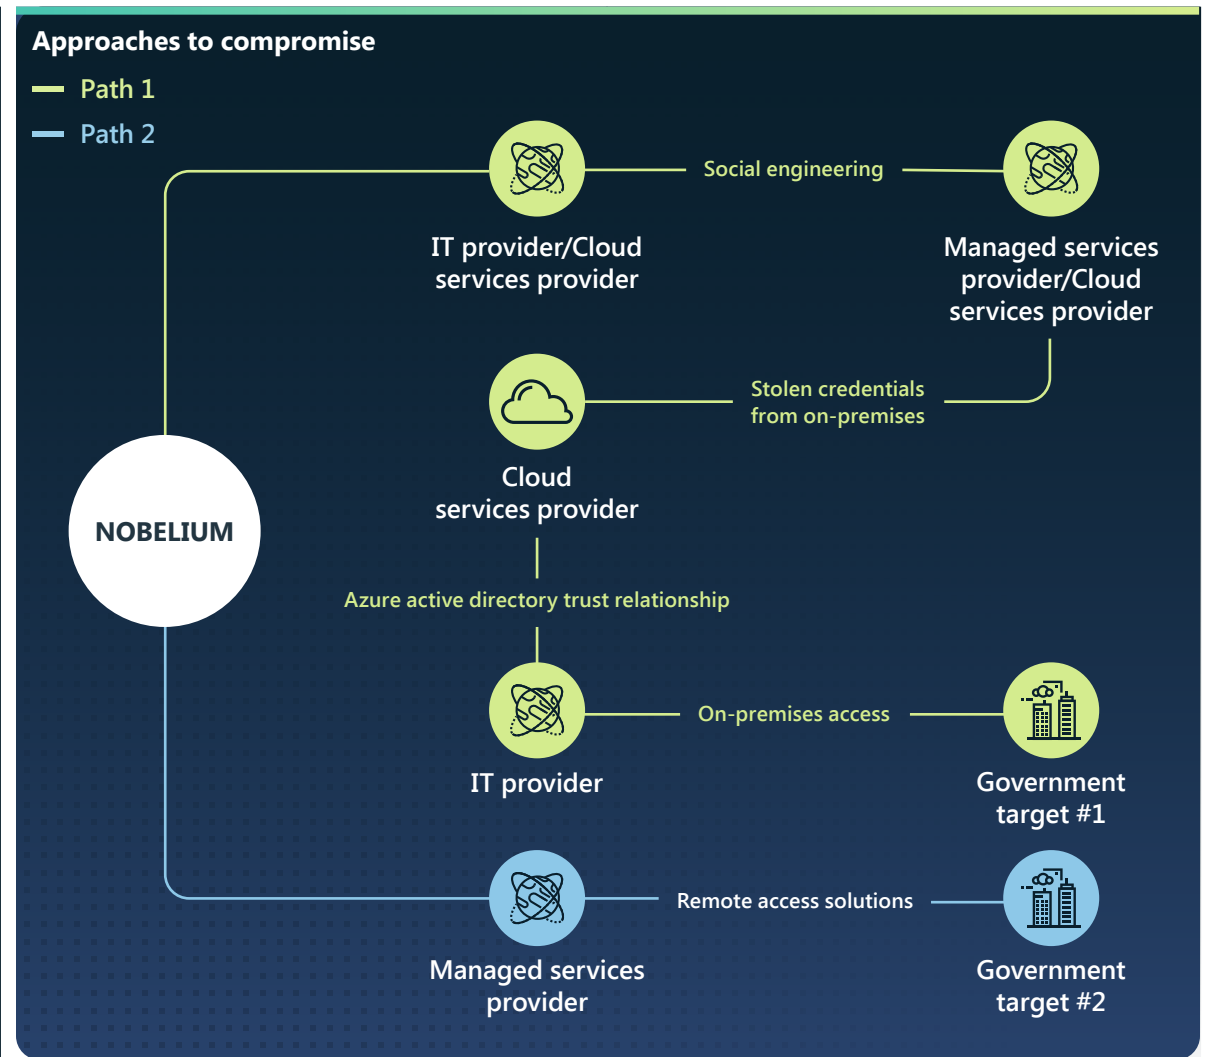 Approaches to compromise
Path 1
Path 2
Social engineering
IT provider/Cloud
services provider
Managed services
provider/Cloud
services provider
Stolen credentials
from on-premises
Cloud
services provider
NOBELIUM
Azure active directory trust relationship
On-premises access
IT provider
Government
target #1
Remote access solutions
Managed services
provider
Government
target #2